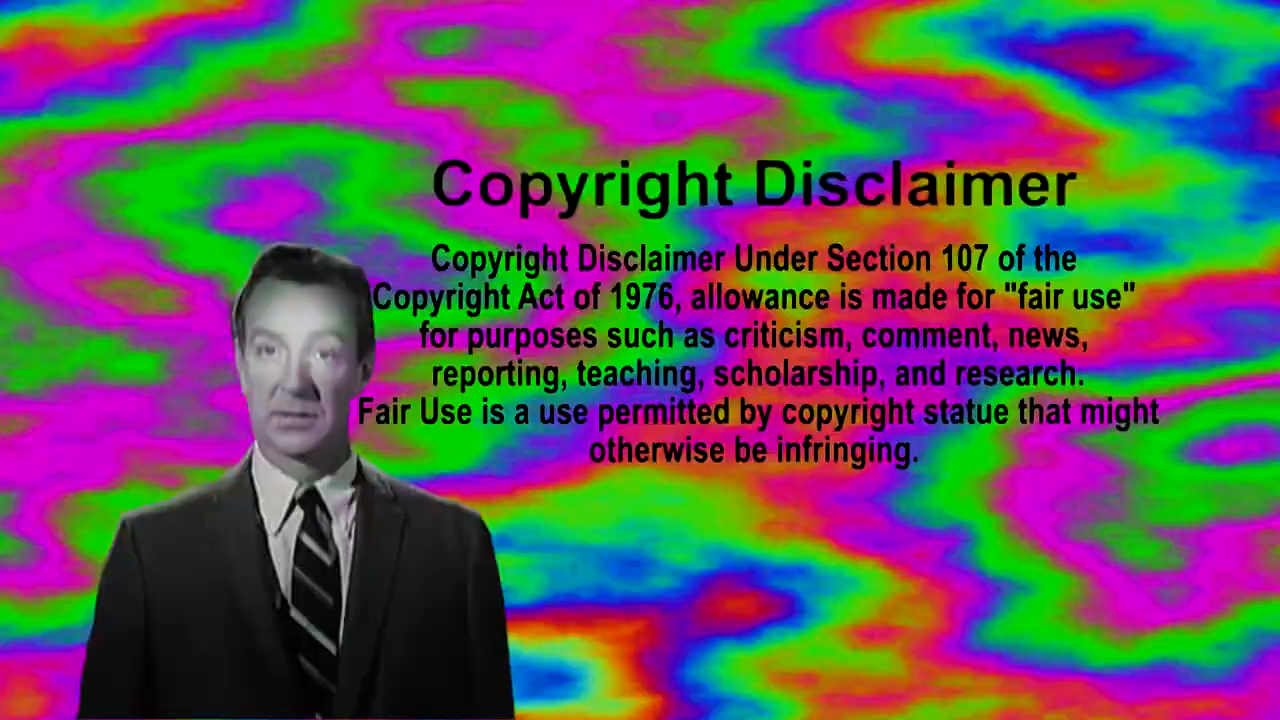 Copyright Disclaimer
Copyright Disclaimer Under Section 107 of the
Copyright Act of 1976, allowance is made for "fair use"
for purposes such as criticism, comment, news,
reporting, teaching, scholarship, and research.
Fair Use is a use permitted by copyright statue that might
otherwise be infringing.